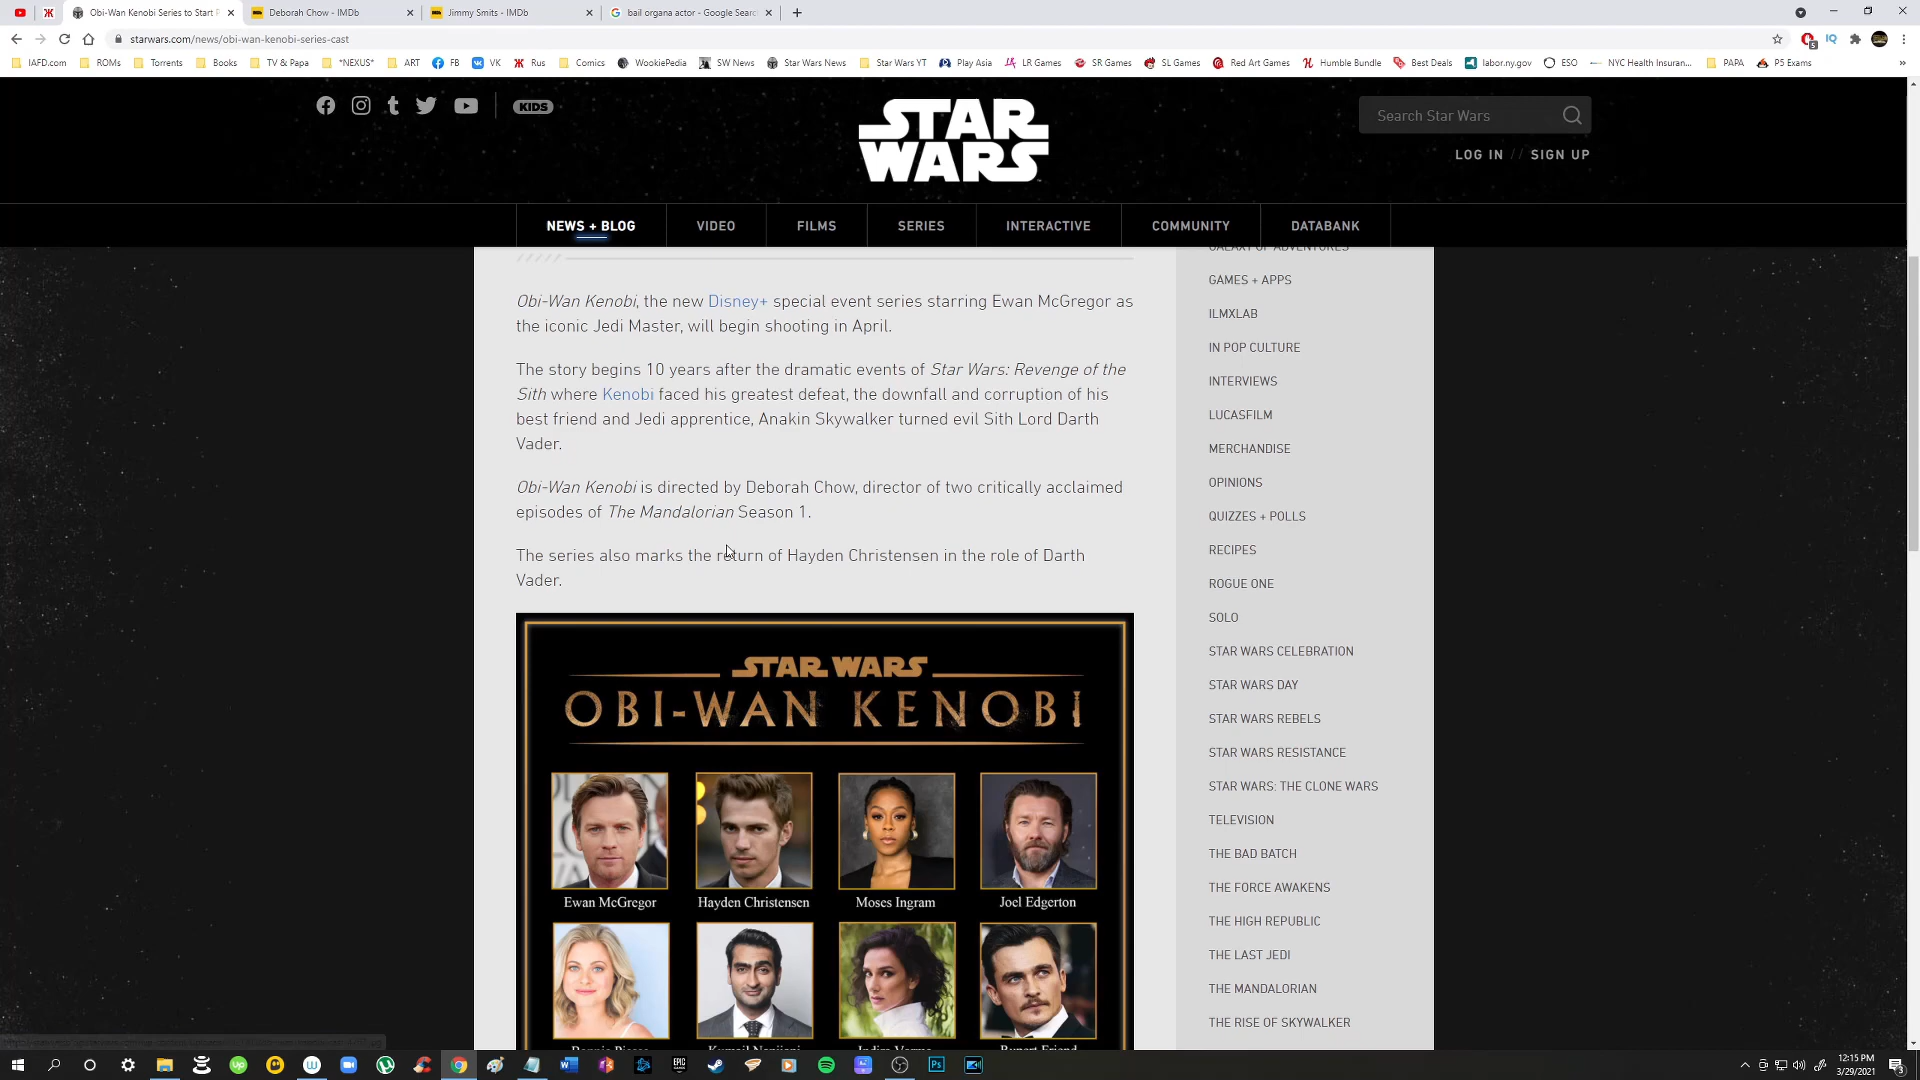 Obi-Wan Kenobi Series to Start P
Deborah Chow - IMDb
Jimmy Smits - IMDb
bail organa actor - Google Searc
starwars.com/news/obi-wan-kenobi-series-cast
IAFD.com ROMs Torrents Books TV & Papa *NEXUS* ART FB VK Rus Comics WookiePedia SW News Star Wars News Star Wars YT Play Asia LR Games SR Games SL Games Red Art Games Humble Bundle Best Deals labor.ny.gov ESO NYC Health Insuran... PAPA P5 Exams
KIDS
STAR WARS
Search Star Wars
LOG IN // SIGN UP
NEWS + BLOG VIDEO FILMS SERIES INTERACTIVE COMMUNITY DATABANK
Obi-Wan Kenobi, the new Disney+ special event series starring Ewan McGregor as
the iconic Jedi Master, will begin shooting in April.
The story begins 10 years after the dramatic events of Star Wars: Revenge of the
Sith where Kenobi faced his greatest defeat, the downfall and corruption of his
best friend and Jedi apprentice, Anakin Skywalker turned evil Sith Lord Darth
Vader.
Obi-Wan Kenobi is directed by Deborah Chow, director of two critically acclaimed
episodes of The Mandalorian Season 1.
The series also marks the return of Hayden Christensen in the role of Darth
Vader.
STAR WARS
OBI-WAN KENOBI
Ewan McGregor Hayden Christensen Moses Ingram Joel Edgerton
Bonnie Piesse Kumail Nanjiani Indira Varma Rupert Friend
GALAXY OF ADVENTURES
GAMES + APPS
ILMXLAB
IN POP CULTURE
INTERVIEWS
LUCASFILM
MERCHANDISE
OPINIONS
QUIZZES + POLLS
RECIPES
ROGUE ONE
SOLO
STAR WARS CELEBRATION
STAR WARS DAY
STAR WARS REBELS
STAR WARS RESISTANCE
STAR WARS: THE CLONE WARS
TELEVISION
THE BAD BATCH
THE FORCE AWAKENS
THE HIGH REPUBLIC
THE LAST JEDI
THE MANDALORIAN
THE RISE OF SKYWALKER
12:15 PM
3/29/2021